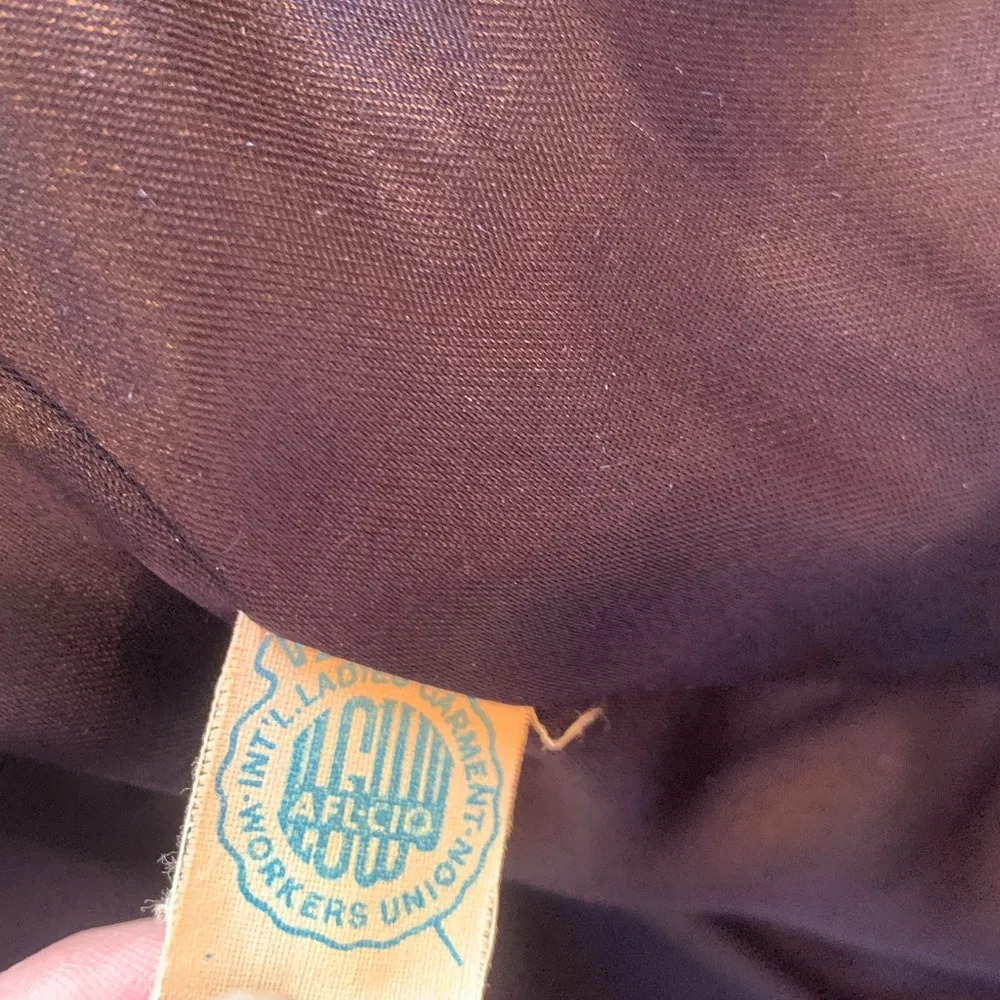 INT'L. LADIES GARMENT
WORKERS UNION
ILGWU
AFL-CIO